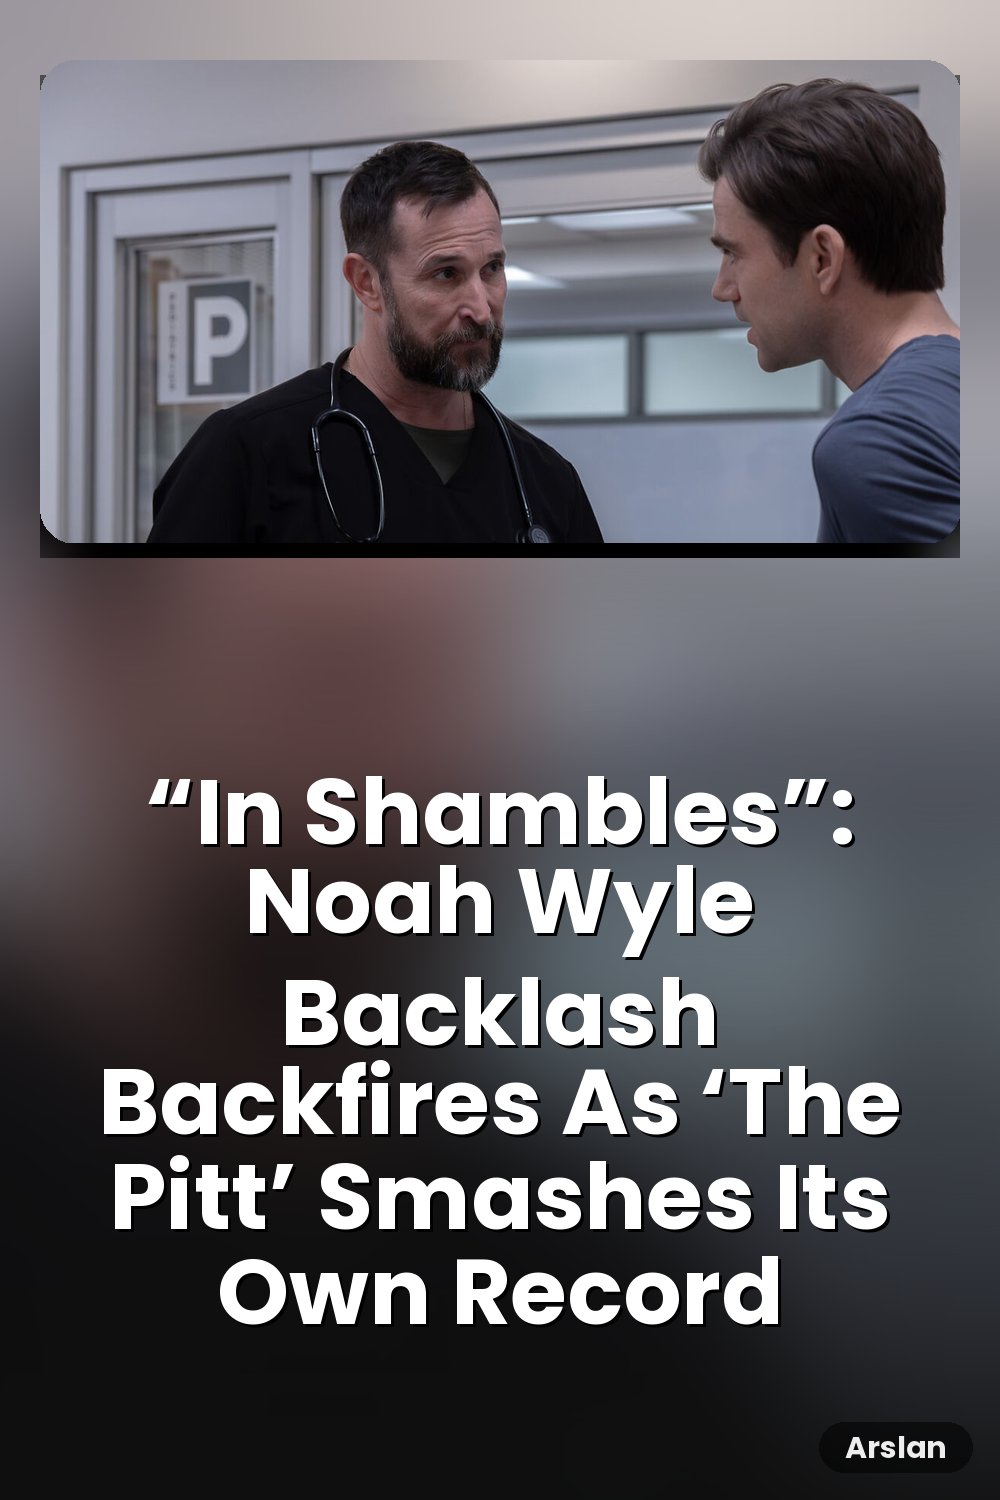 P
“In Shambles”:
Noah Wyle
Backlash
Backfires As ‘The
Pitt’ Smashes Its
Own Record
Arslan